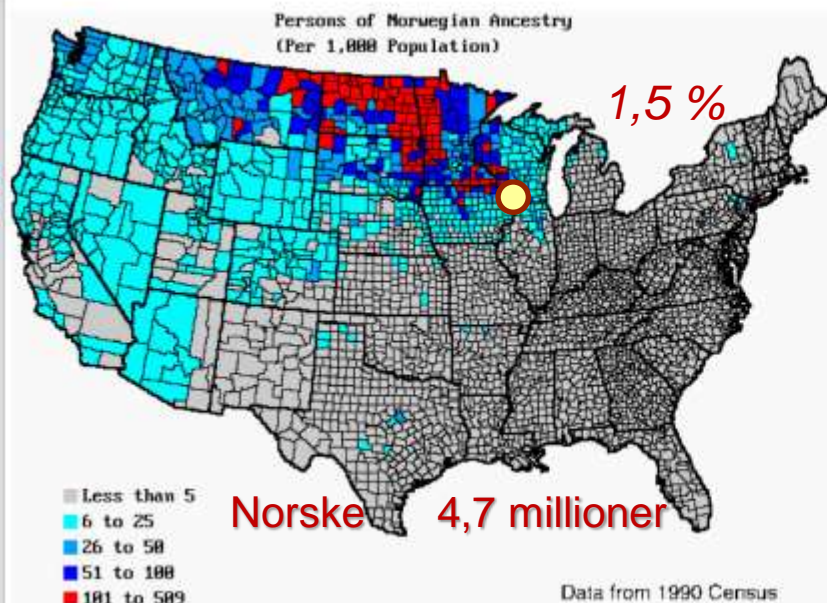 Persons of Norwegian Ancestry
(Per 1,000 Population)
1,5 %
Less than 5
6 to 25
26 to 50
51 to 100
101 to 509
Norske 4,7 millioner
Data from 1990 Census